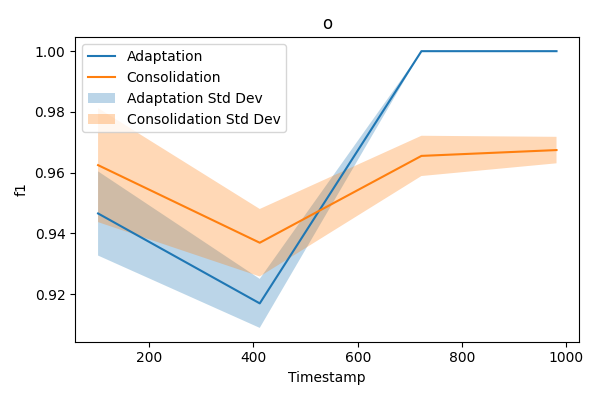 o
Adaptation
Consolidation
Adaptation Std Dev
Consolidation Std Dev
1.00
0.98
0.96
0.94
0.92
f1
200 400 600 800 1000
Timestamp